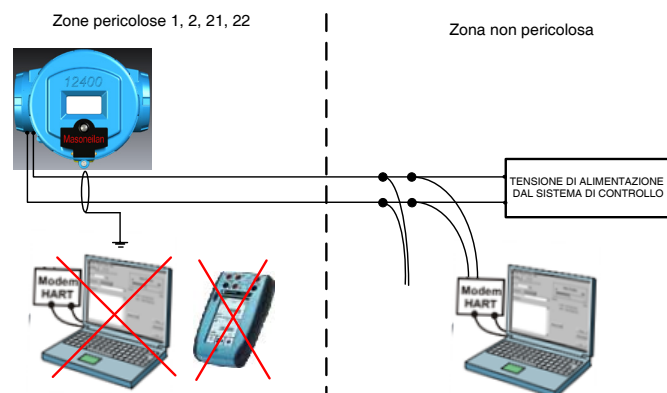 Zone pericolose 1, 2, 21, 22
Zona non pericolosa
12400
Masoneilan
TENSIONE DI ALIMENTAZIONE
DAL SISTEMA DI CONTROLLO
Modem
HART
Modem
HART